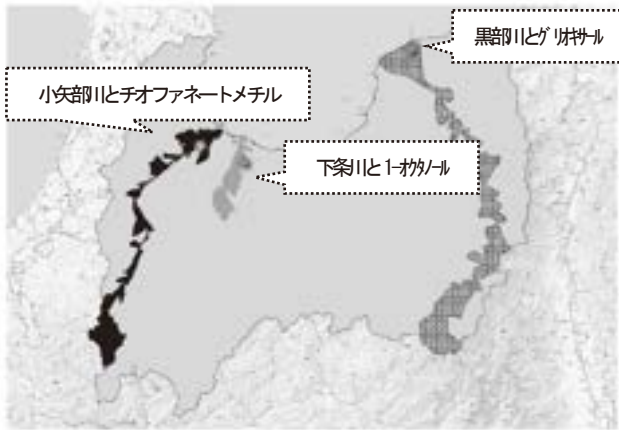 黒部川とグリオキサール
小矢部川とチオファネートメチル
下条川と1-オクタノール